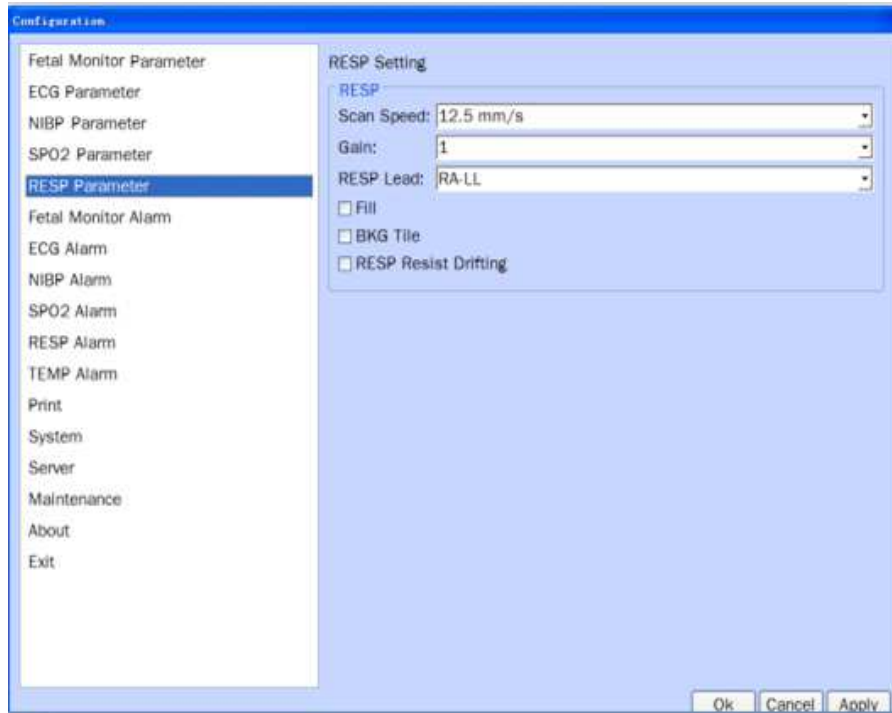 Configuration
Fetal Monitor Parameter
ECG Parameter
NIBP Parameter
SPO2 Parameter
RESP Parameter
Fetal Monitor Alarm
ECG Alarm
NIBP Alarm
SPO2 Alarm
RESP Alarm
TEMP Alarm
Print
System
Server
Maintenance
About
Exit
RESP Setting
RESP
Scan Speed: 12.5 mm/s
Gain: 1
RESP Lead: RA-LL
Fill
BKG Tile
RESP Resist Drifting
Ok Cancel Apply